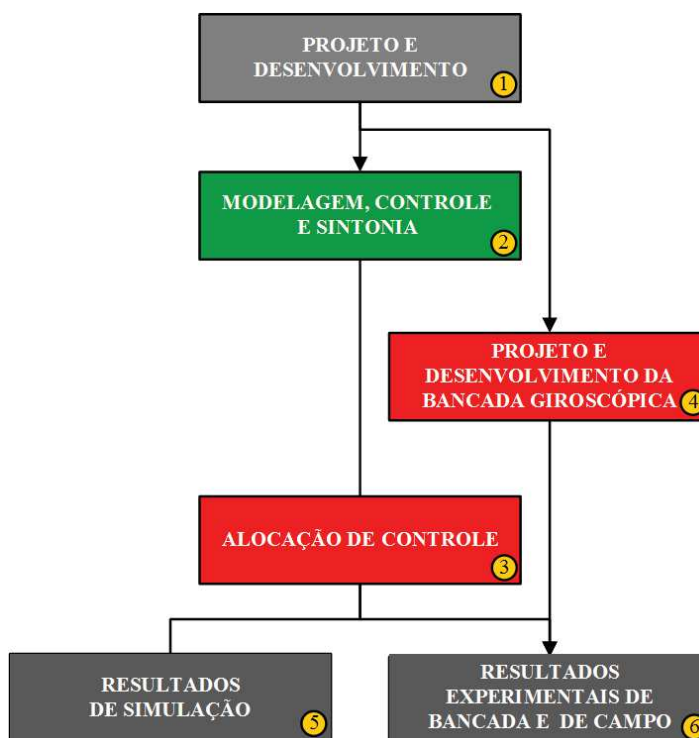 PROJETO E
DESENVOLVIMENTO
1
MODELAGEM, CONTROLE
E SINTONIA
2
PROJETO E
DESENVOLVIMENTO DA
BANCADA GIROSCÓPICA
4
ALOCAÇÃO DE CONTROLE
3
RESULTADOS
DE SIMULAÇÃO
5
RESULTADOS
EXPERIMENTAIS DE
BANCADA E DE CAMPO
6